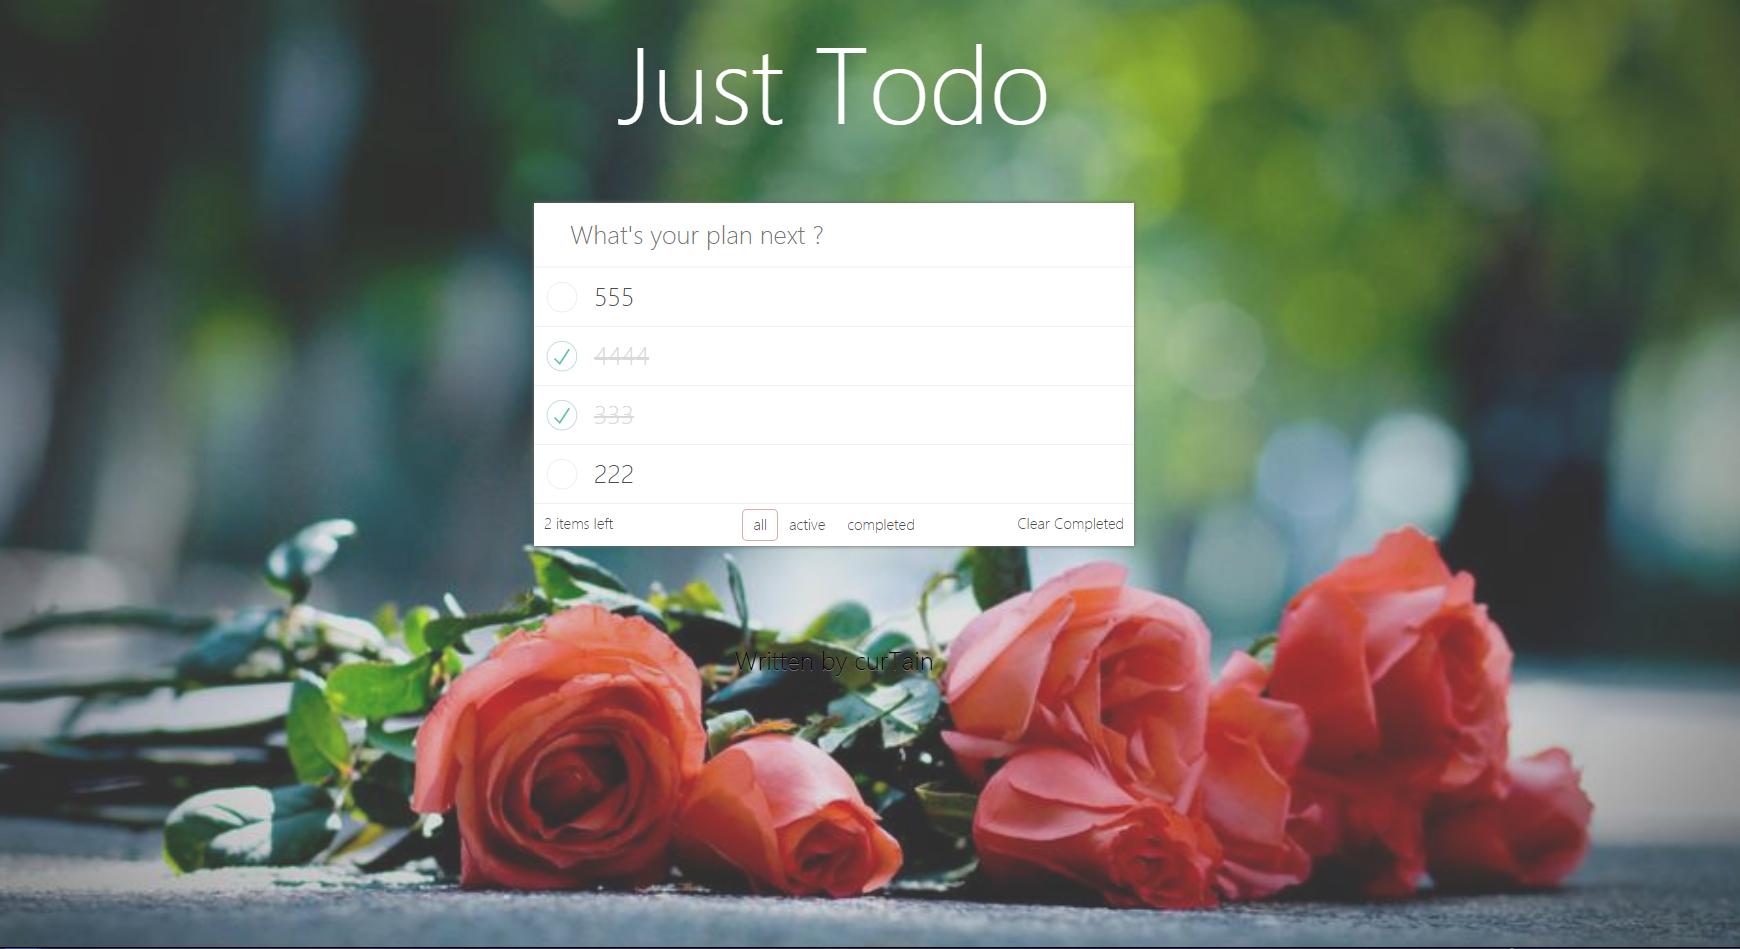 Just Todo
What's your plan next ?
555
4444
333
222
2 items left all active completed Clear Completed
Written by curTain